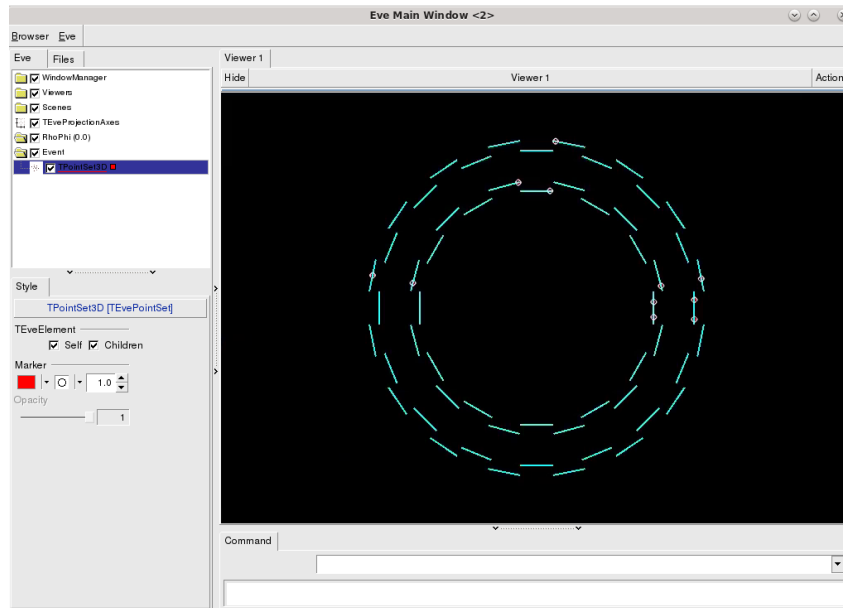 Eve Main Window <2>
Browser Eve
Eve Files
Viewer 1
Hide Viewer 1 Action
WindowManager
Viewers
Scenes
TEveProjectionAxes
RhoPhi (0.0)
Event
TPointSet3D
Style
TPointSet3D [TEvePointSet]
TEveElement
Self Children
Marker
1.0
Opacity
1
Command